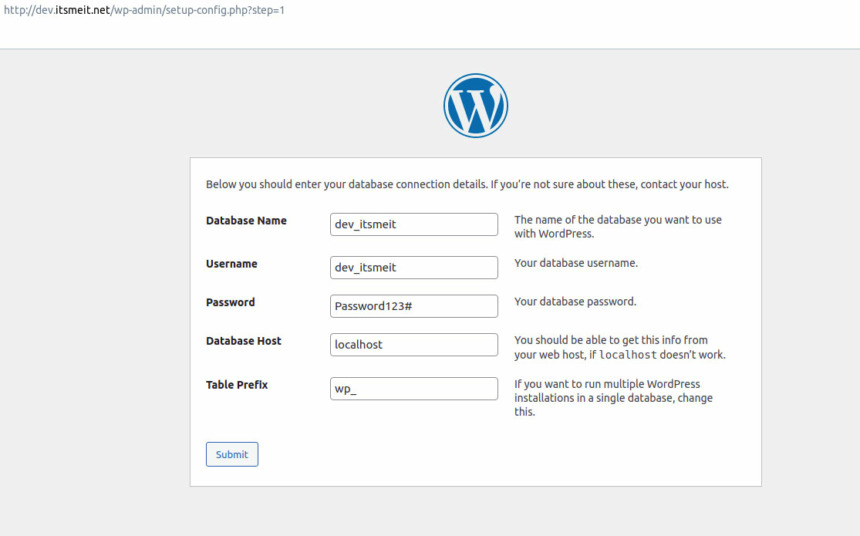 http://dev.itsmeit.net/wp-admin/setup-config.php?step=1
Below you should enter your database connection details. If you're not sure about these, contact your host.
Database Name
dev_itsmeit
The name of the database you want to use
with WordPress.
Username
dev_itsmeit
Your database username.
Password
Password123#
Your database password.
Database Host
localhost
You should be able to get this info from
your web host, if localhost doesn't work.
Table Prefix
wp_
If you want to run multiple WordPress
installations in a single database, change
this.
Submit